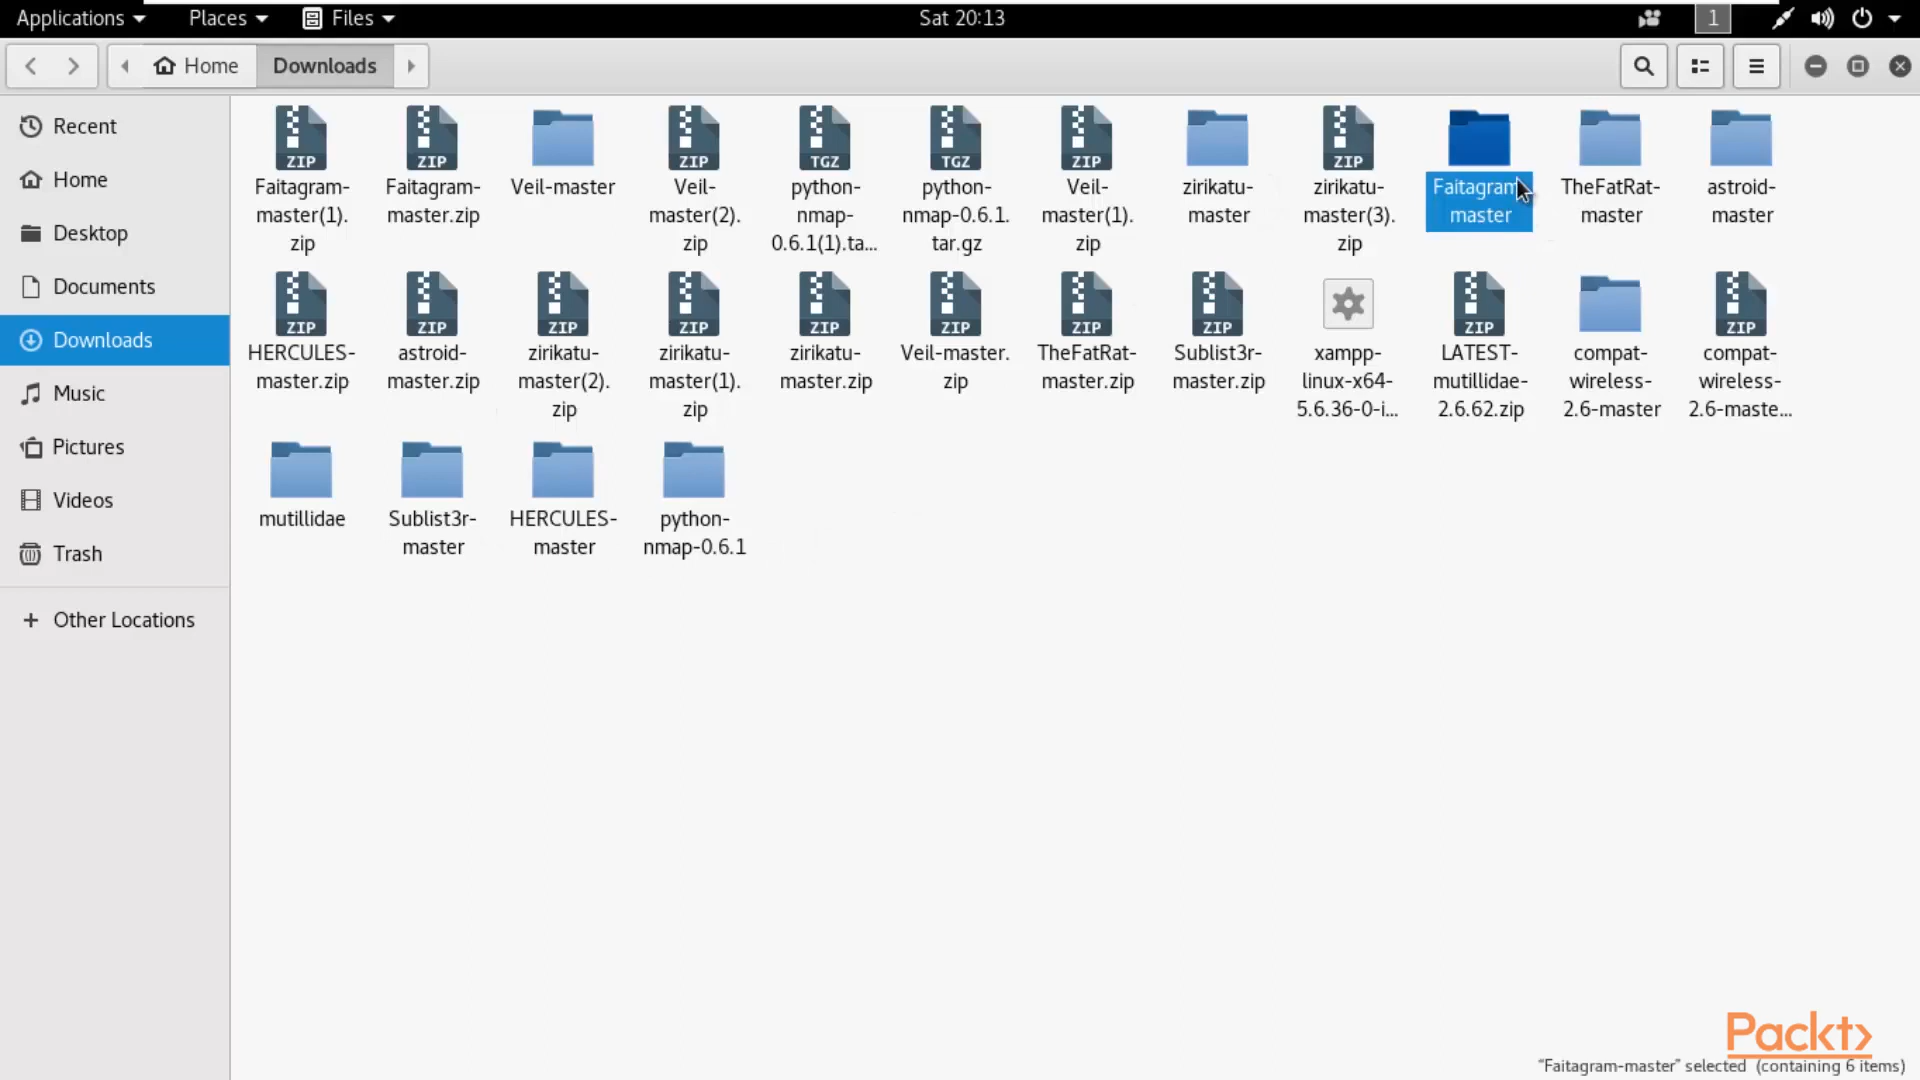 Applications
Places
Files
Sat 20:13
1
Home
Downloads
Recent
Home
Desktop
Documents
Downloads
Music
Pictures
Videos
Trash
+ Other Locations
ZIP
Faitagram-
master(1).
zip
ZIP
Faitagram-
master.zip
Veil-master
ZIP
Veil-
master(2).
zip
TGZ
python-
nmap-
0.6.1(1).ta...
TGZ
python-
nmap-0.6.1.
tar.gz
ZIP
Veil-
master(1).
zip
zirikatu-
master
ZIP
zirikatu-
master(3).
zip
Faitagram-
master
TheFatRat-
master
astroid-
master
ZIP
HERCULES-
master.zip
ZIP
astroid-
master.zip
ZIP
zirikatu-
master(2).
zip
ZIP
zirikatu-
master(1).
zip
ZIP
zirikatu-
master.zip
ZIP
Veil-master.
zip
ZIP
TheFatRat-
master.zip
ZIP
Sublist3r-
master.zip
xampp-
linux-x64-
5.6.36-0-i...
ZIP
LATEST-
mutillidae-
2.6.62.zip
compat-
wireless-
2.6-master
ZIP
compat-
wireless-
2.6-maste...
mutillidae
Sublist3r-
master
HERCULES-
master
python-
nmap-0.6.1
Packt>
"Faitagram-master" selected (containing 6 items)